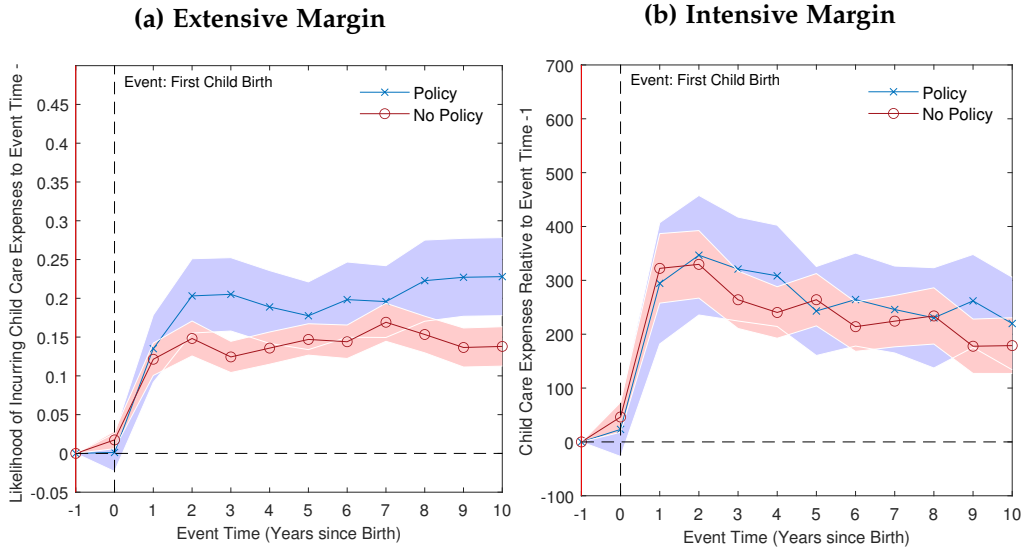 (a) Extensive Margin
Likelihood of Incurring Child Care Expenses to Event Time -
0.45
0.4
0.35
0.3
0.25
0.2
0.15
0.1
0.05
0
-0.05
Event: First Child Birth
Policy
No Policy
-1 0 1 2 3 4 5 6 7 8 9 10
Event Time (Years since Birth)
(b) Intensive Margin
Child Care Expenses Relative to Event Time -1
700
600
500
400
300
200
100
0
-100
Event: First Child Birth
Policy
No Policy
-1 0 1 2 3 4 5 6 7 8 9 10
Event Time (Years since Birth)